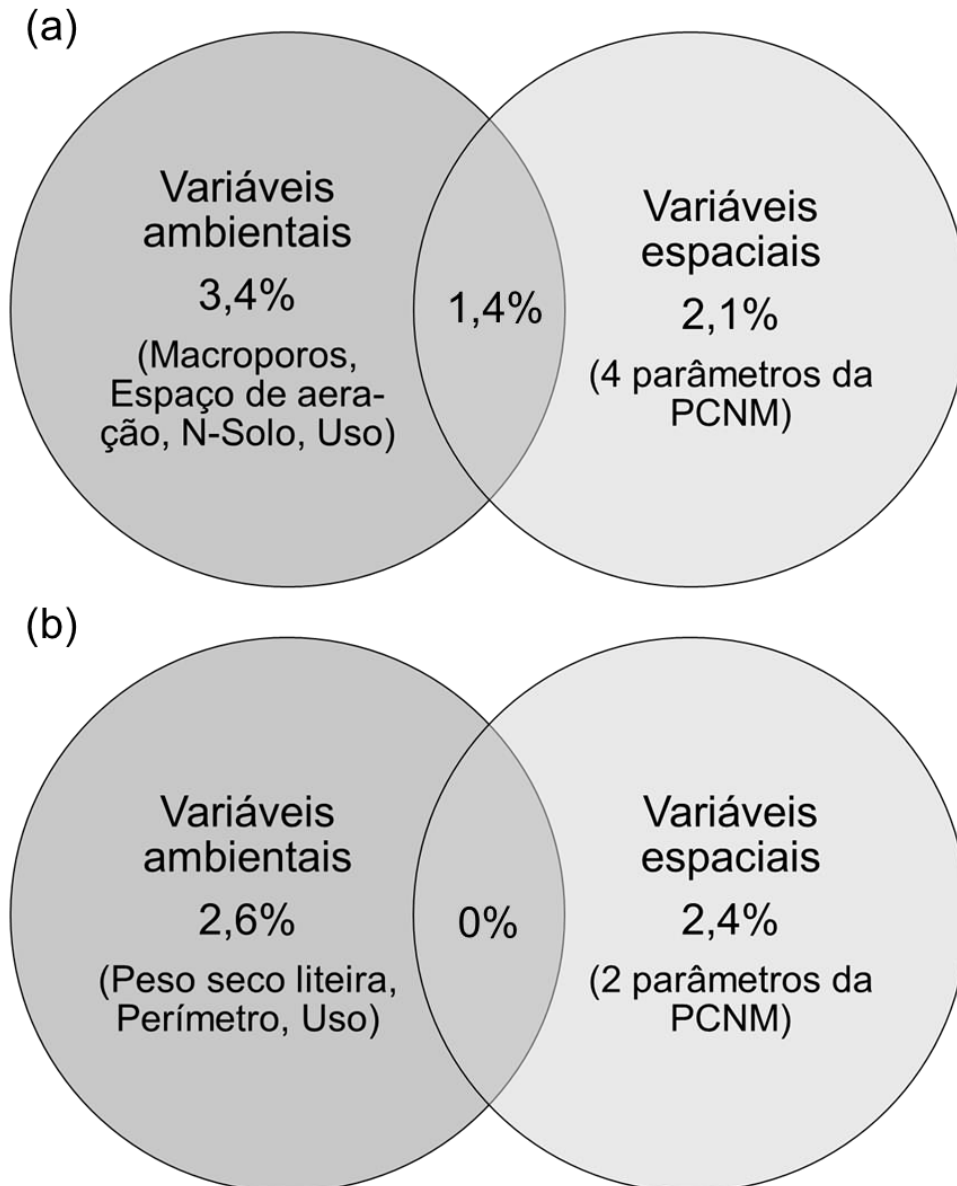 (a)
Variáveis
ambientais
3,4%
(Macroporos,
Espaço de aera-
ção, N-Solo, Uso)
1,4%
Variáveis
espaciais
2,1%
(4 parâmetros da
PCNM)
(b)
Variáveis
ambientais
2,6%
(Peso seco liteira,
Perímetro, Uso)
0%
Variáveis
espaciais
2,4%
(2 parâmetros da
PCNM)